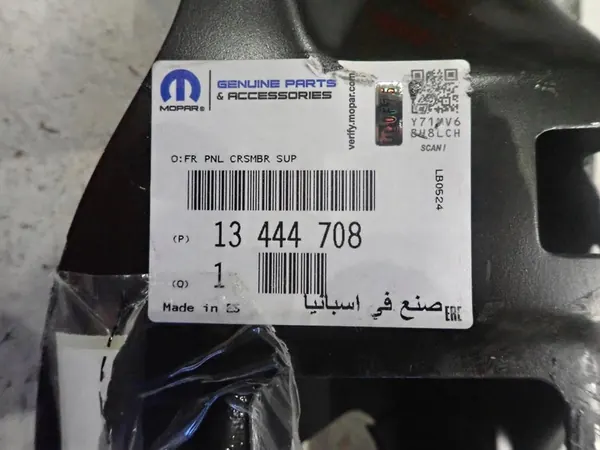 MOPAR®
GENUINE PARTS
& ACCESSORIES
verify.mopar.com
SCAN!
LB0524
O:FR PNL CRSMBR SUP
(P) 13 444 708
(Q) 1
Made in ES
صنع في اسبانيا
EAC